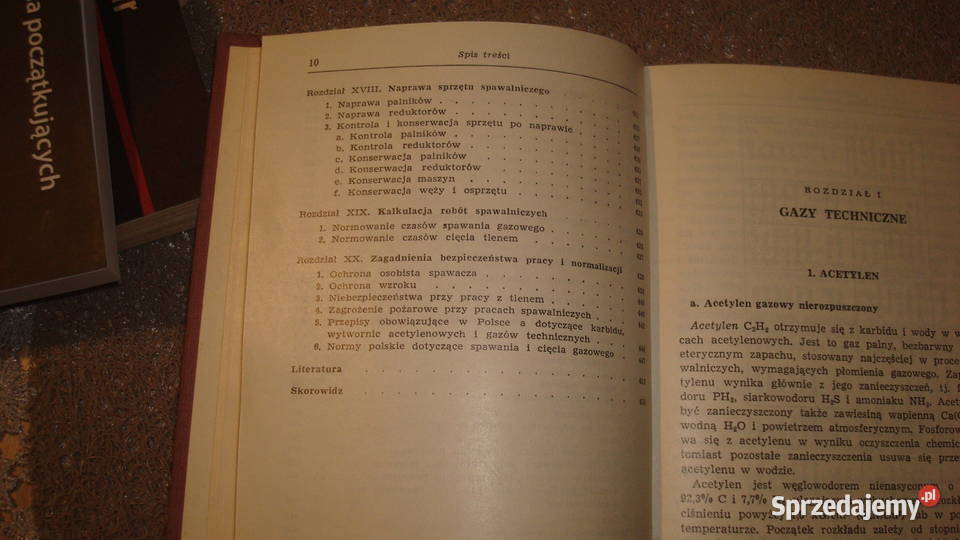 a początkujących
10
Spis treści
Rozdział XVIII. Naprawa sprzętu spawalniczego
1. Naprawa palników
2. Naprawa reduktorów
3. Kontrola i konserwacja sprzętu po naprawie
a. Kontrola palników
b. Kontrola reduktorów
c. Konserwacja palników
d. Konserwacja reduktorów
e. Konserwacja maszyn
f. Konserwacja węży i osprzętu
Rozdział XIX. Kalkulacja robót spawalniczych
1. Normowanie czasów spawania gazowego
2. Normowanie czasów cięcia tlenem
Rozdział XX. Zagadnienia bezpieczeństwa pracy i normalizacji
1. Ochrona osobista spawacza
2. Ochrona wzroku
3. Niebezpieczeństwa przy pracy z tlenem
4. Zagrożenie pożarowe przy pracach spawalniczych
5. Przepisy obowiązujące w Polsce a dotyczące karbidu,
wytwornic acetylenowych i gazów technicznych
6. Normy polskie dotyczące spawania i cięcia gazowego
Literatura
Skorowidz
ROZDZIAŁ I
GAZY TECHNICZNE
1. ACETYLEN
a. Acetylen gazowy nierozpuszczony
Acetylen C₂H₂ otrzymuje się z karbidu i wody w w
cach acetylenowych. Jest to gaz palny, bezbarwny
eterycznym zapachu, stosowany najczęściej w proce
walniczych, wymagających płomienia gazowego. Zap
tylenu wynika głównie z jego zanieczyszczeń, tj. f
doru PH₃, siarkowodoru H₂S i amoniaku NH₃. Acet
być zanieczyszczony także zawiesiną wapienną Ca(O
wodną H₂O i powietrzem atmosferycznym. Fosforow
wa się z acetylenu w wyniku oczyszczenia chemic
tomiast pozostałe zanieczyszczenia usuwa się prze
acetylenu w wodzie.
Acetylen jest węglowodorem nienasyconym o
92,3% C i 7,7%
ciśnieniu powyżej lub w po
temperaturze. Początek rozkładu zależy od stopni
Sprzedajemy.pl